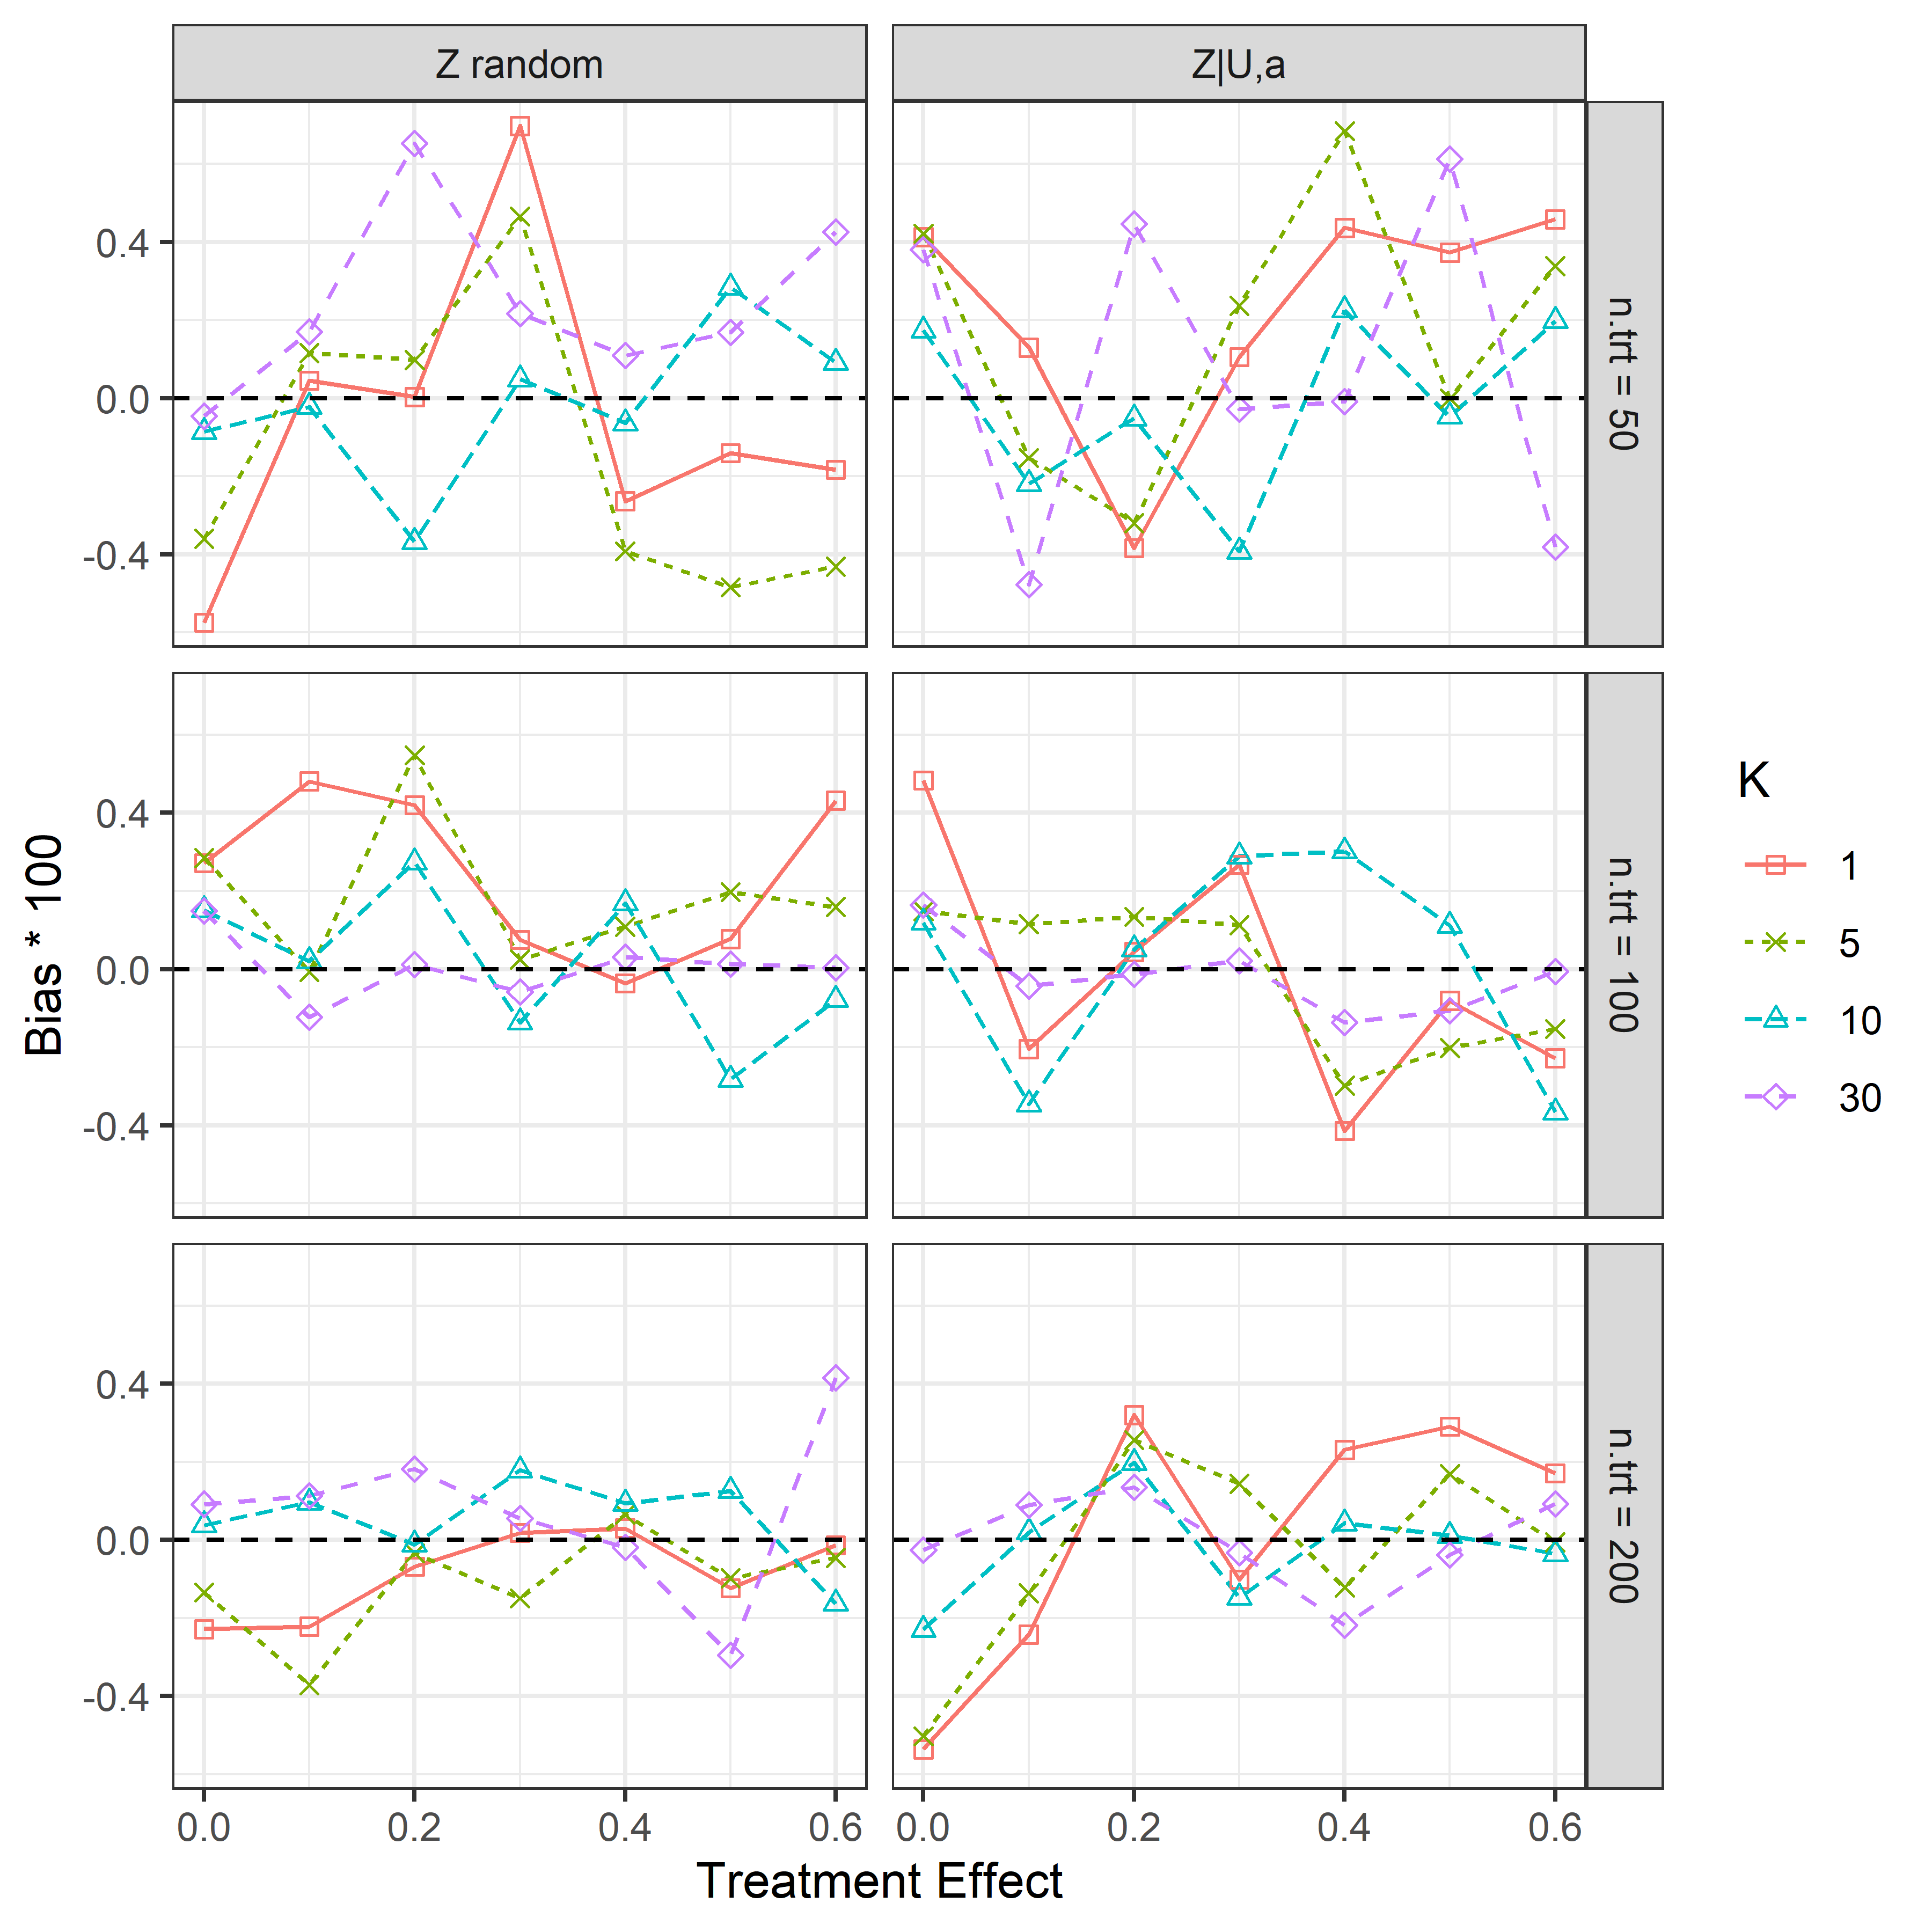 Z random
Z|U,a
0.4
0.0
-0.4
n.trt = 50
Bias * 100
0.4
0.0
-0.4
n.trt = 100
0.4
0.0
-0.4
n.trt = 200
0.0 0.2 0.4 0.6
0.0 0.2 0.4 0.6
Treatment Effect
K
1
5
10
30